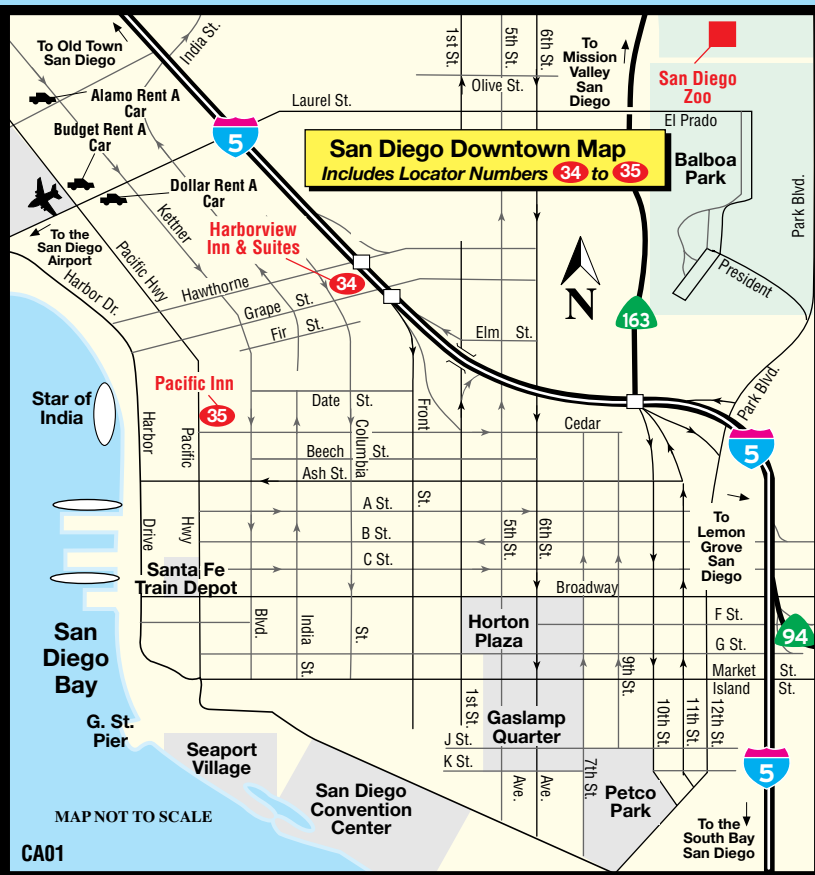 To Old Town
San Diego
India St.
1st St.
5th St.
6th St.
To
Mission
Valley
San
Diego
San Diego
Zoo
Olive St.
Alamo Rent A
Car
Laurel St.
El Prado
Budget Rent A
Car
5
San Diego Downtown Map
Includes Locator Numbers 34 to 35
Balboa
Park
Park Blvd.
Dollar Rent A
Car
Kettner
To the
San Diego
Airport
Pacific Hwy
Harborview
Inn & Suites
34
Harbor Dr.
Hawthorne
Grape St.
Fir St.
N
President
163
Elm St.
Pacific Inn
35
Star of
India
Date St.
Front
St.
Park Blvd.
Harbor
Drive
Pacific
Hwy
Columbia
St.
Cedar
5
Beech St.
Ash St.
A St.
B St.
C St.
5th St.
6th St.
To
Lemon
Grove
San
Diego
Santa Fe
Train Depot
Broadway
Blvd.
India
St.
Horton
Plaza
F St.
94
G St.
San
Diego
Bay
Market St.
Island St.
9th St.
10th St.
11th St.
12th St.
1st St.
Gaslamp
Quarter
G. St.
Pier
J St.
K St.
Seaport
Village
7th St.
5
Ave.
Ave.
San Diego
Convention
Center
Petco
Park
MAP NOT TO SCALE
To the
South Bay
San Diego
CA01